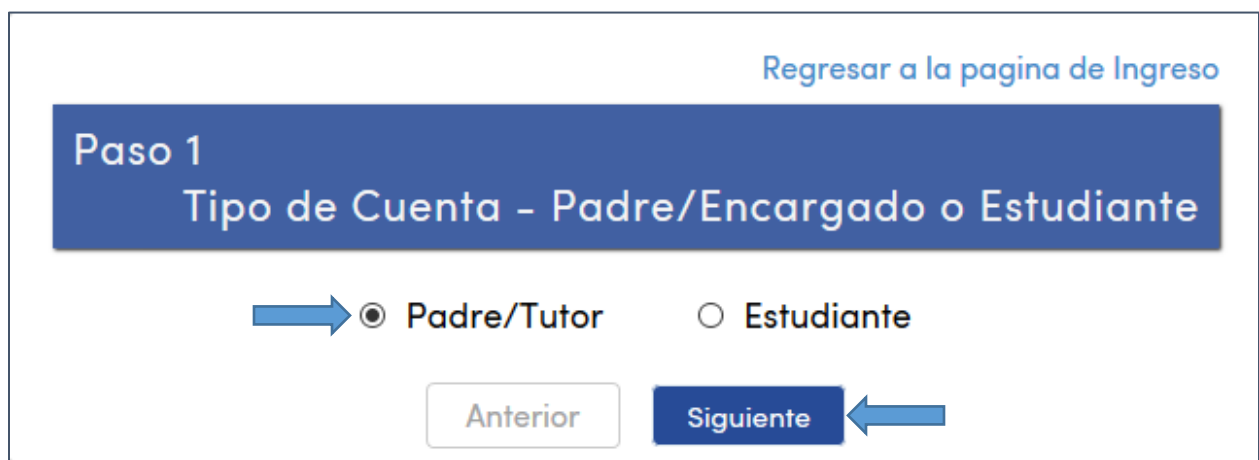 Regresar a la pagina de Ingreso
Paso 1
Tipo de Cuenta - Padre/Encargado o Estudiante
Padre/Tutor Estudiante
Anterior Siguiente